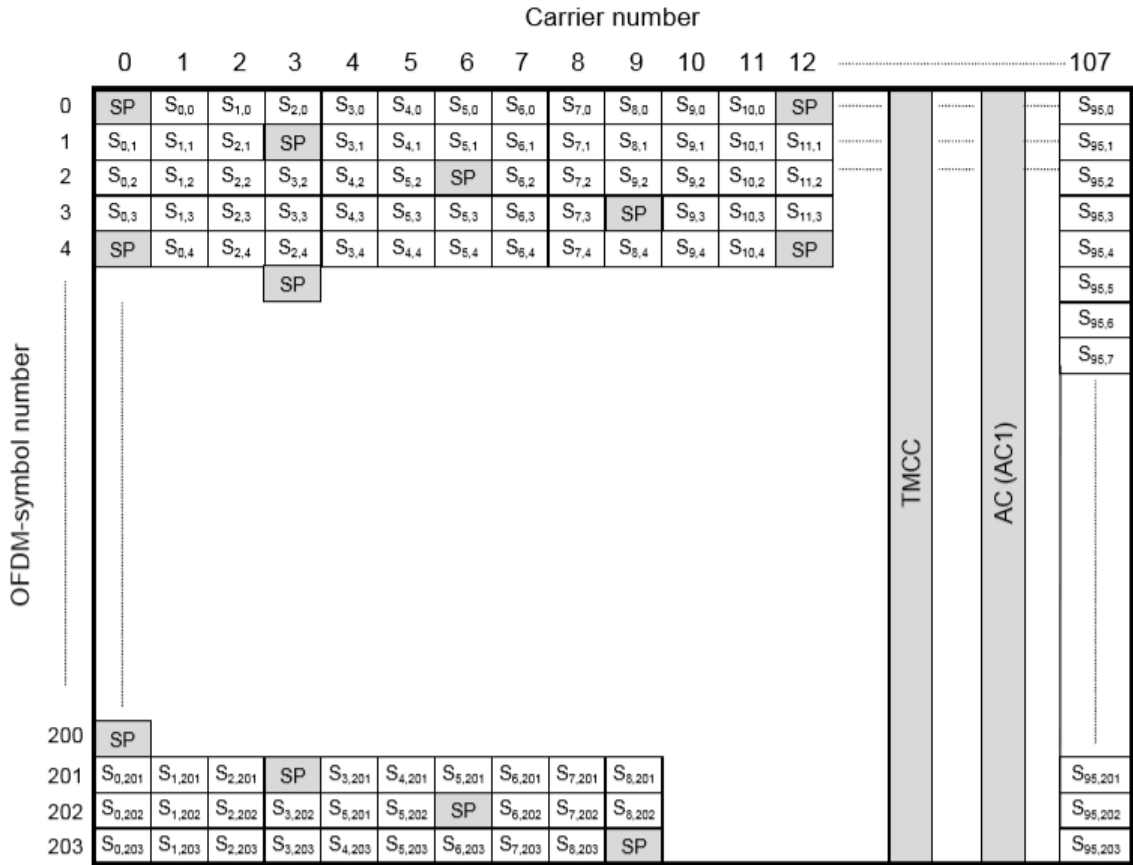 Carrier number
0 1 2 3 4 5 6 7 8 9 10 11 12 107
0 SP S0,0 S1,0 S2,0 S3,0 S4,0 S5,0 S6,0 S7,0 S8,0 S9,0 S10,0 SP S95,0
1 S0,1 S1,1 S2,1 SP S3,1 S4,1 S5,1 S6,1 S7,1 S8,1 S9,1 S10,1 S11,1 S95,1
2 S0,2 S1,2 S2,2 S3,2 S4,2 S5,2 SP S6,2 S7,2 S9,2 S9,2 S10,2 S11,2 S95,2
3 S0,3 S1,3 S2,3 S3,3 S4,3 S5,3 S5,3 S6,3 S7,3 SP S9,3 S10,3 S11,3 S95,3
4 SP S0,4 S2,4 S2,4 S3,4 S4,4 S5,4 S6,4 S7,4 S8,4 S9,4 S10,4 SP S95,4
SP S95,5
S95,6
S95,7
OFDM-symbol number
TMCC
AC (AC1)
200 SP
201 S0,201 S1,201 S2,201 SP S3,201 S4,201 S5,201 S6,201 S7,201 S8,201 S95,201
202 S0,202 S1,202 S2,202 S3,202 S5,201 S5,202 SP S6,202 S7,202 S8,202 S95,202
203 S0,203 S1,203 S2,203 S3,203 S4,203 S5,203 S6,203 S7,203 S8,203 SP S95,203